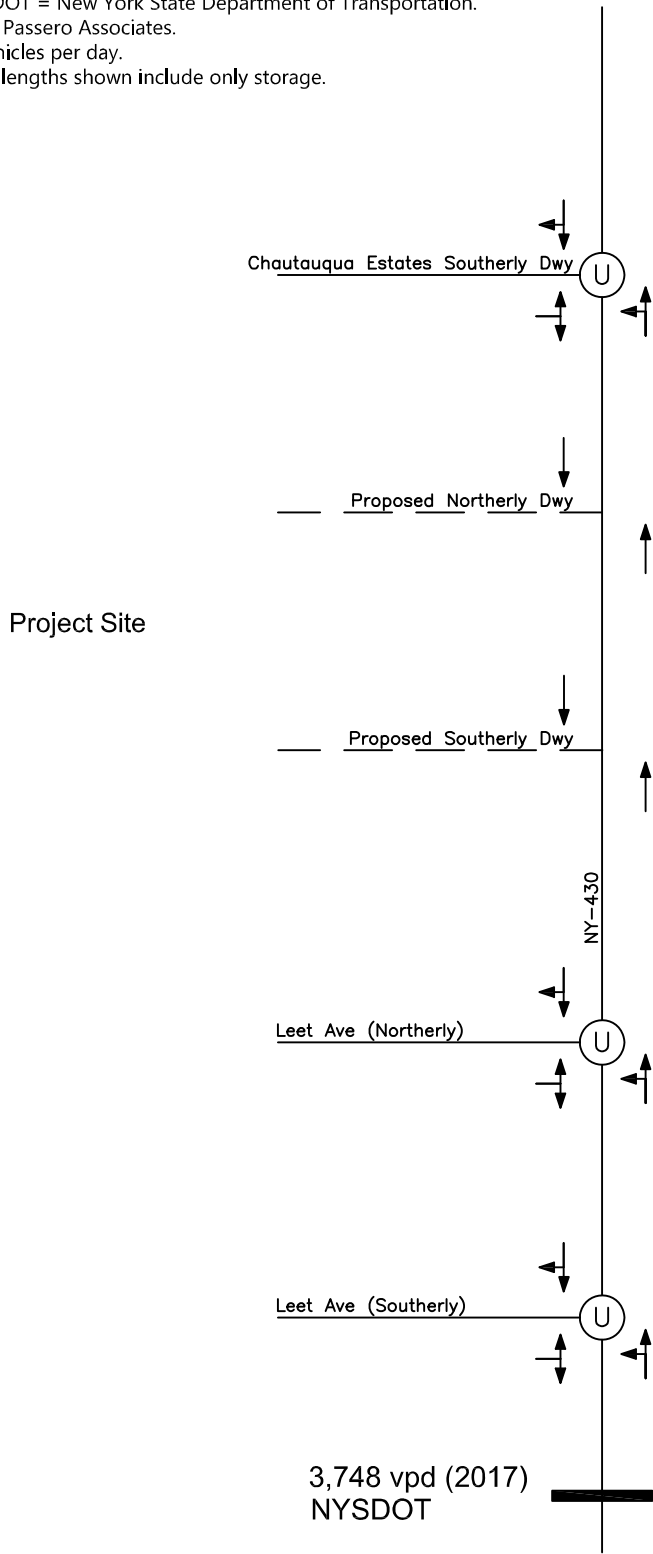 DOT = New York State Department of Transportation.
Passero Associates.
hicles per day.
lengths shown include only storage.
Chautauqua Estates Southerly Dwy
U
Proposed Northerly Dwy
Project Site
Proposed Southerly Dwy
NY-430
Leet Ave (Northerly)
U
Leet Ave (Southerly)
U
3,748 vpd (2017)
NYSDOT